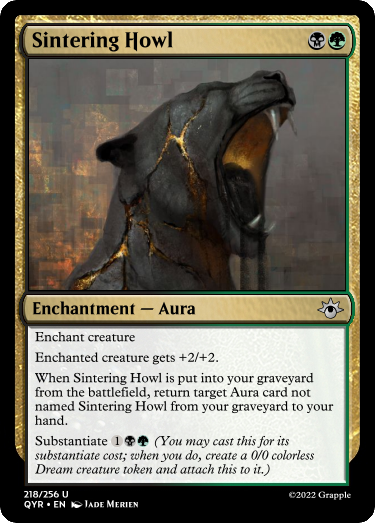 Sintering Howl
Enchantment — Aura
Enchant creature
Enchanted creature gets +2/+2.
When Sintering Howl is put into your graveyard
from the battlefield, return target Aura card not
named Sintering Howl from your graveyard to your
hand.
Substantiate 1 (You may cast this for its
substantiate cost; when you do, create a 0/0 colorless
Dream creature token and attach this to it.)
218/256 U
QYR • EN Jade Merien
©2022 Grapple